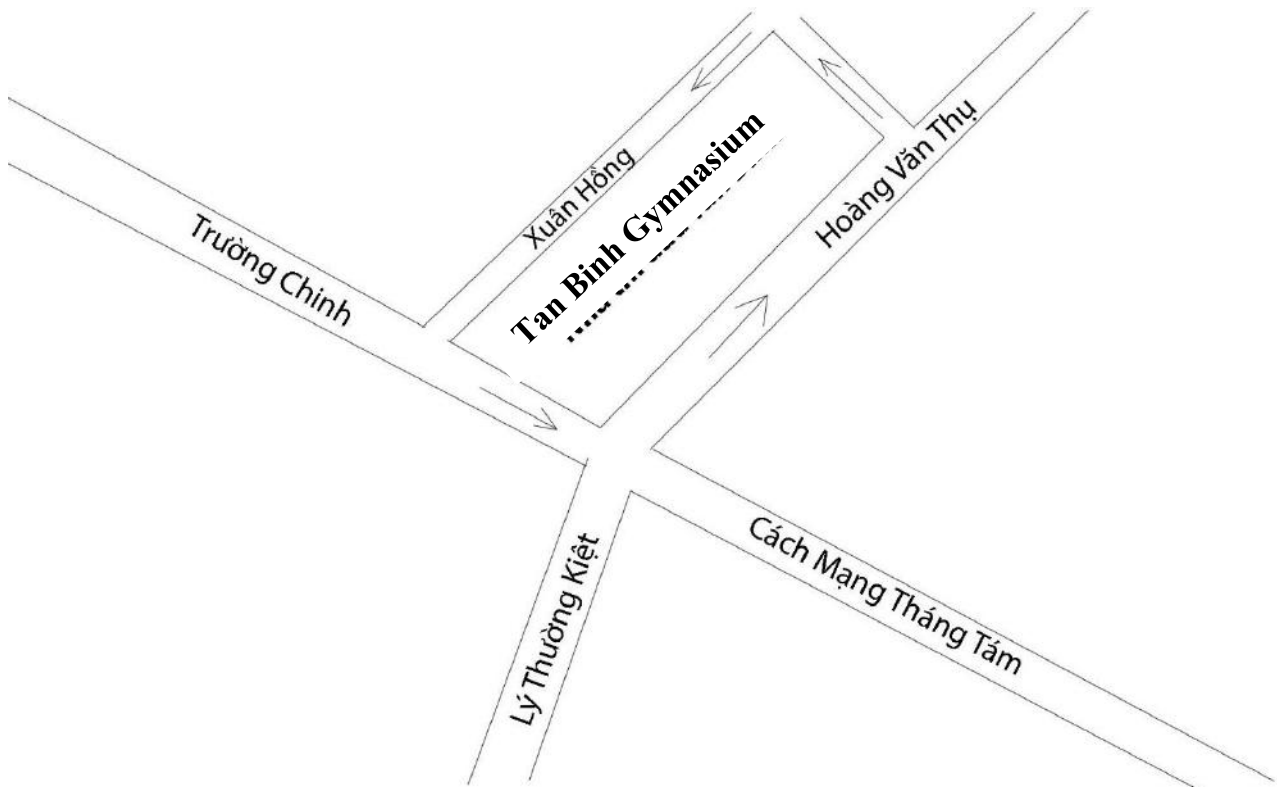 Xuân Hồng
Hoàng Văn Thụ
Tan Binh Gymnasium
Trường Chinh
Cách Mạng Tháng Tám
Lý Thường Kiệt